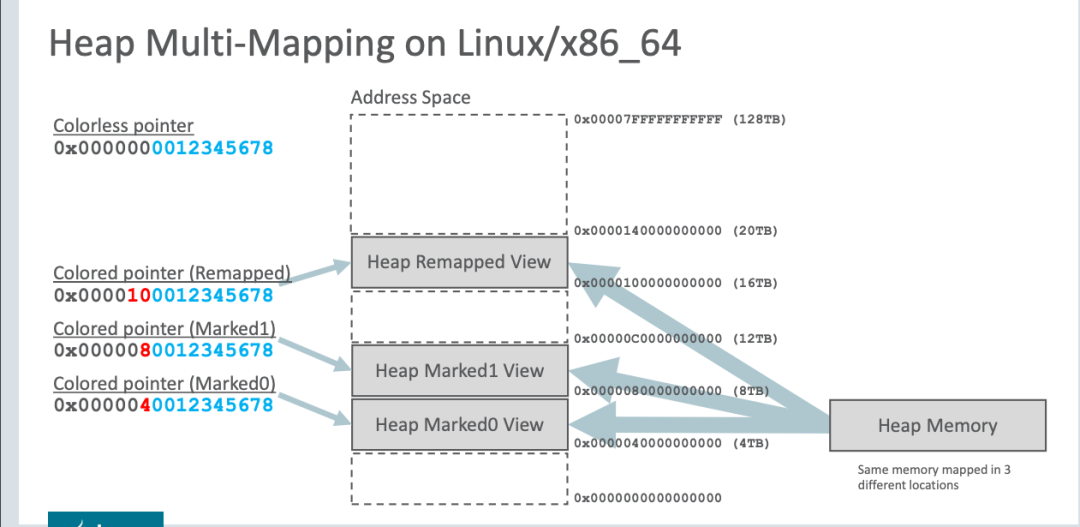 Heap Multi-Mapping on Linux/x86_64
Address Space
0x00007FFFFFFFFFFF (128TB)
Colorless pointer
0x0000000012345678
0x0000140000000000 (20TB)
Heap Remapped View
Colored pointer (Remapped)
0x0000100012345678
0x0000100000000000 (16TB)
Colored pointer (Marked1)
0x0000080012345678
0x00000C0000000000 (12TB)
Heap Marked1 View
Colored pointer (Marked0)
0x0000040012345678
0x0000080000000000 (8TB)
Heap Marked0 View
Heap Memory
0x0000040000000000 (4TB)
Same memory mapped in 3
different locations
0x0000000000000000